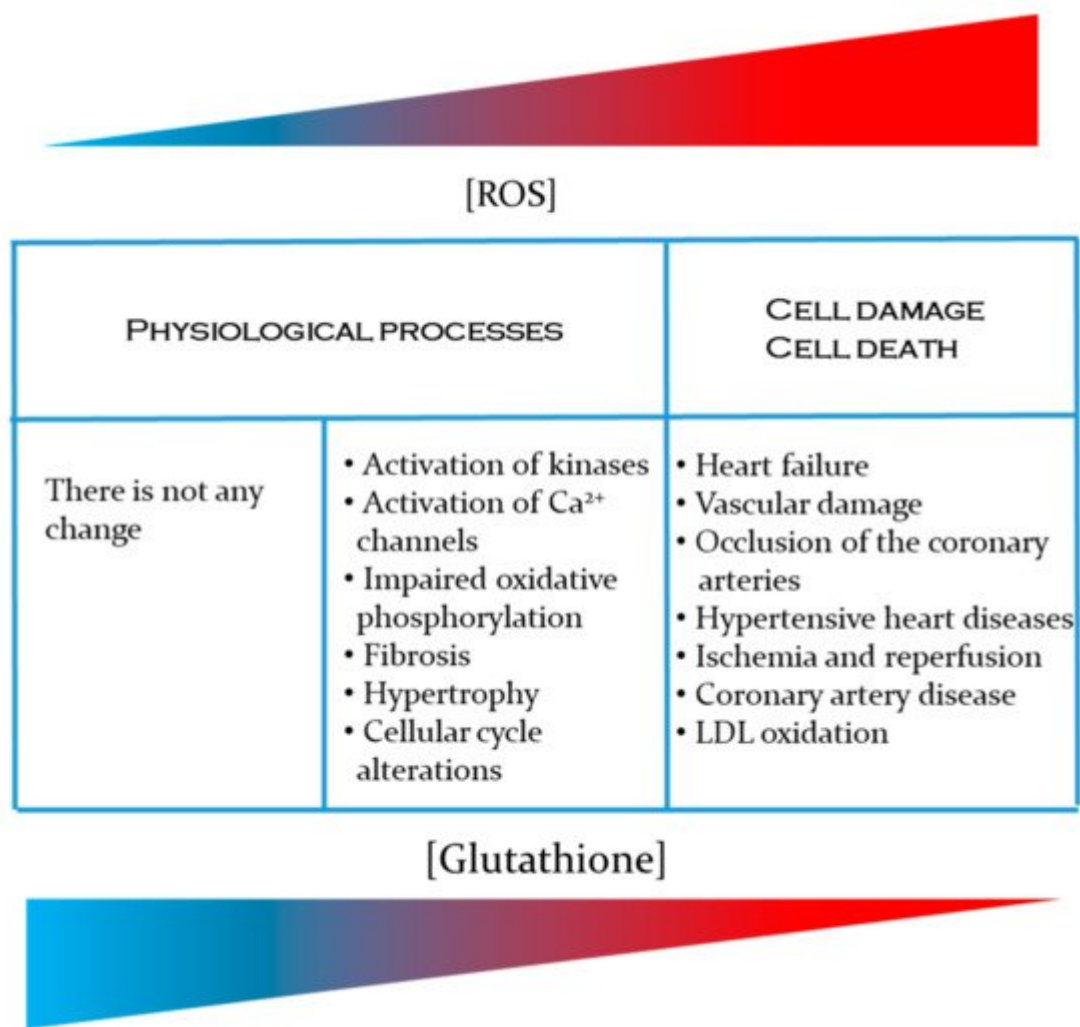 [ROS]
PHYSIOLOGICAL PROCESSES
CELL DAMAGE
CELL DEATH
There is not any
change
• Activation of kinases
• Activation of Ca²⁺
channels
• Impaired oxidative
phosphorylation
• Fibrosis
• Hypertrophy
• Cellular cycle
alterations
• Heart failure
• Vascular damage
• Occlusion of the coronary
arteries
• Hypertensive heart diseases
• Ischemia and reperfusion
• Coronary artery disease
• LDL oxidation
[Glutathione]